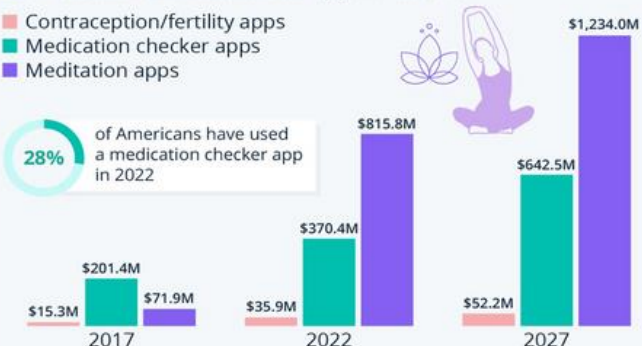 Contraception/fertility apps
Medication checker apps
Meditation apps
28%
of Americans have used
a medication checker app
in 2022
$15.3M
$201.4M
$71.9M
2017
$35.9M
$370.4M
$815.8M
2022
$52.2M
$642.5M
$1,234.0M
2027